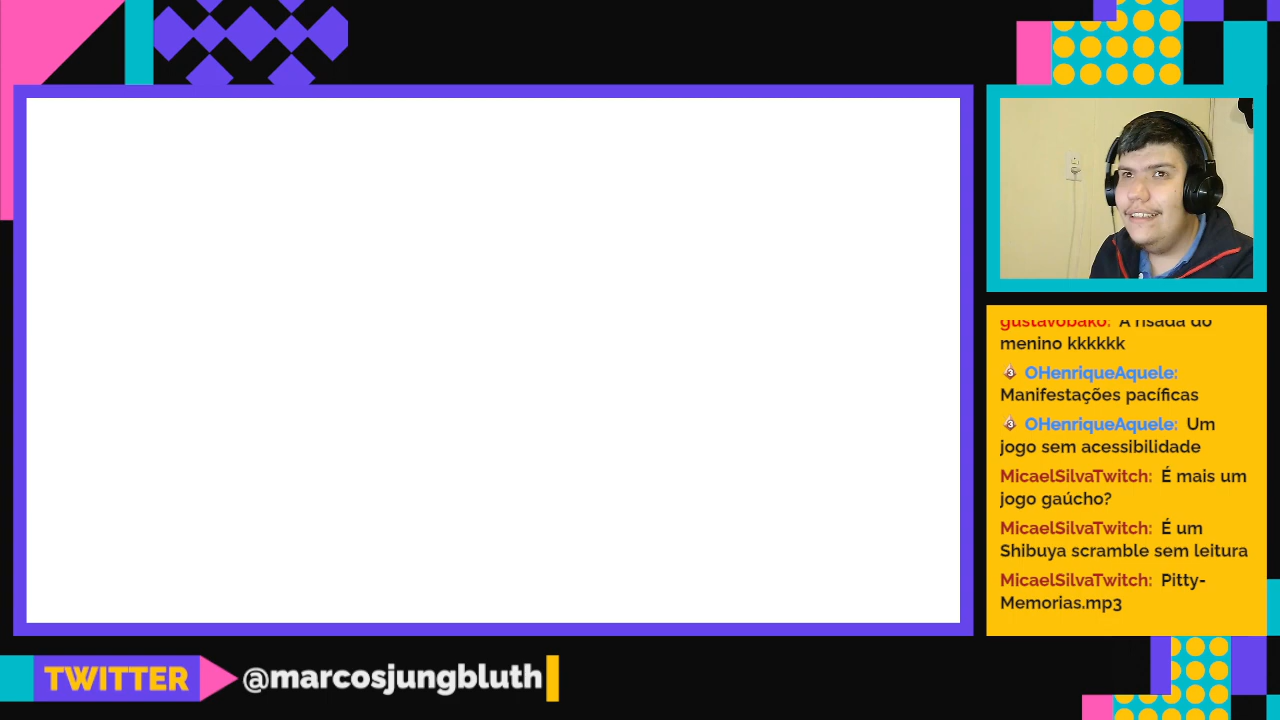 gustavobako: A risada do
menino kkkkkk
OHenriqueAquele:
Manifestações pacíficas
OHenriqueAquele: Um
jogo sem acessibilidade
MicaelSilvaTwitch: É mais um
jogo gaúcho?
MicaelSilvaTwitch: É um
Shibuya scramble sem leitura
MicaelSilvaTwitch: Pitty-
Memorias.mp3
TWITTER @marcosjungbluth